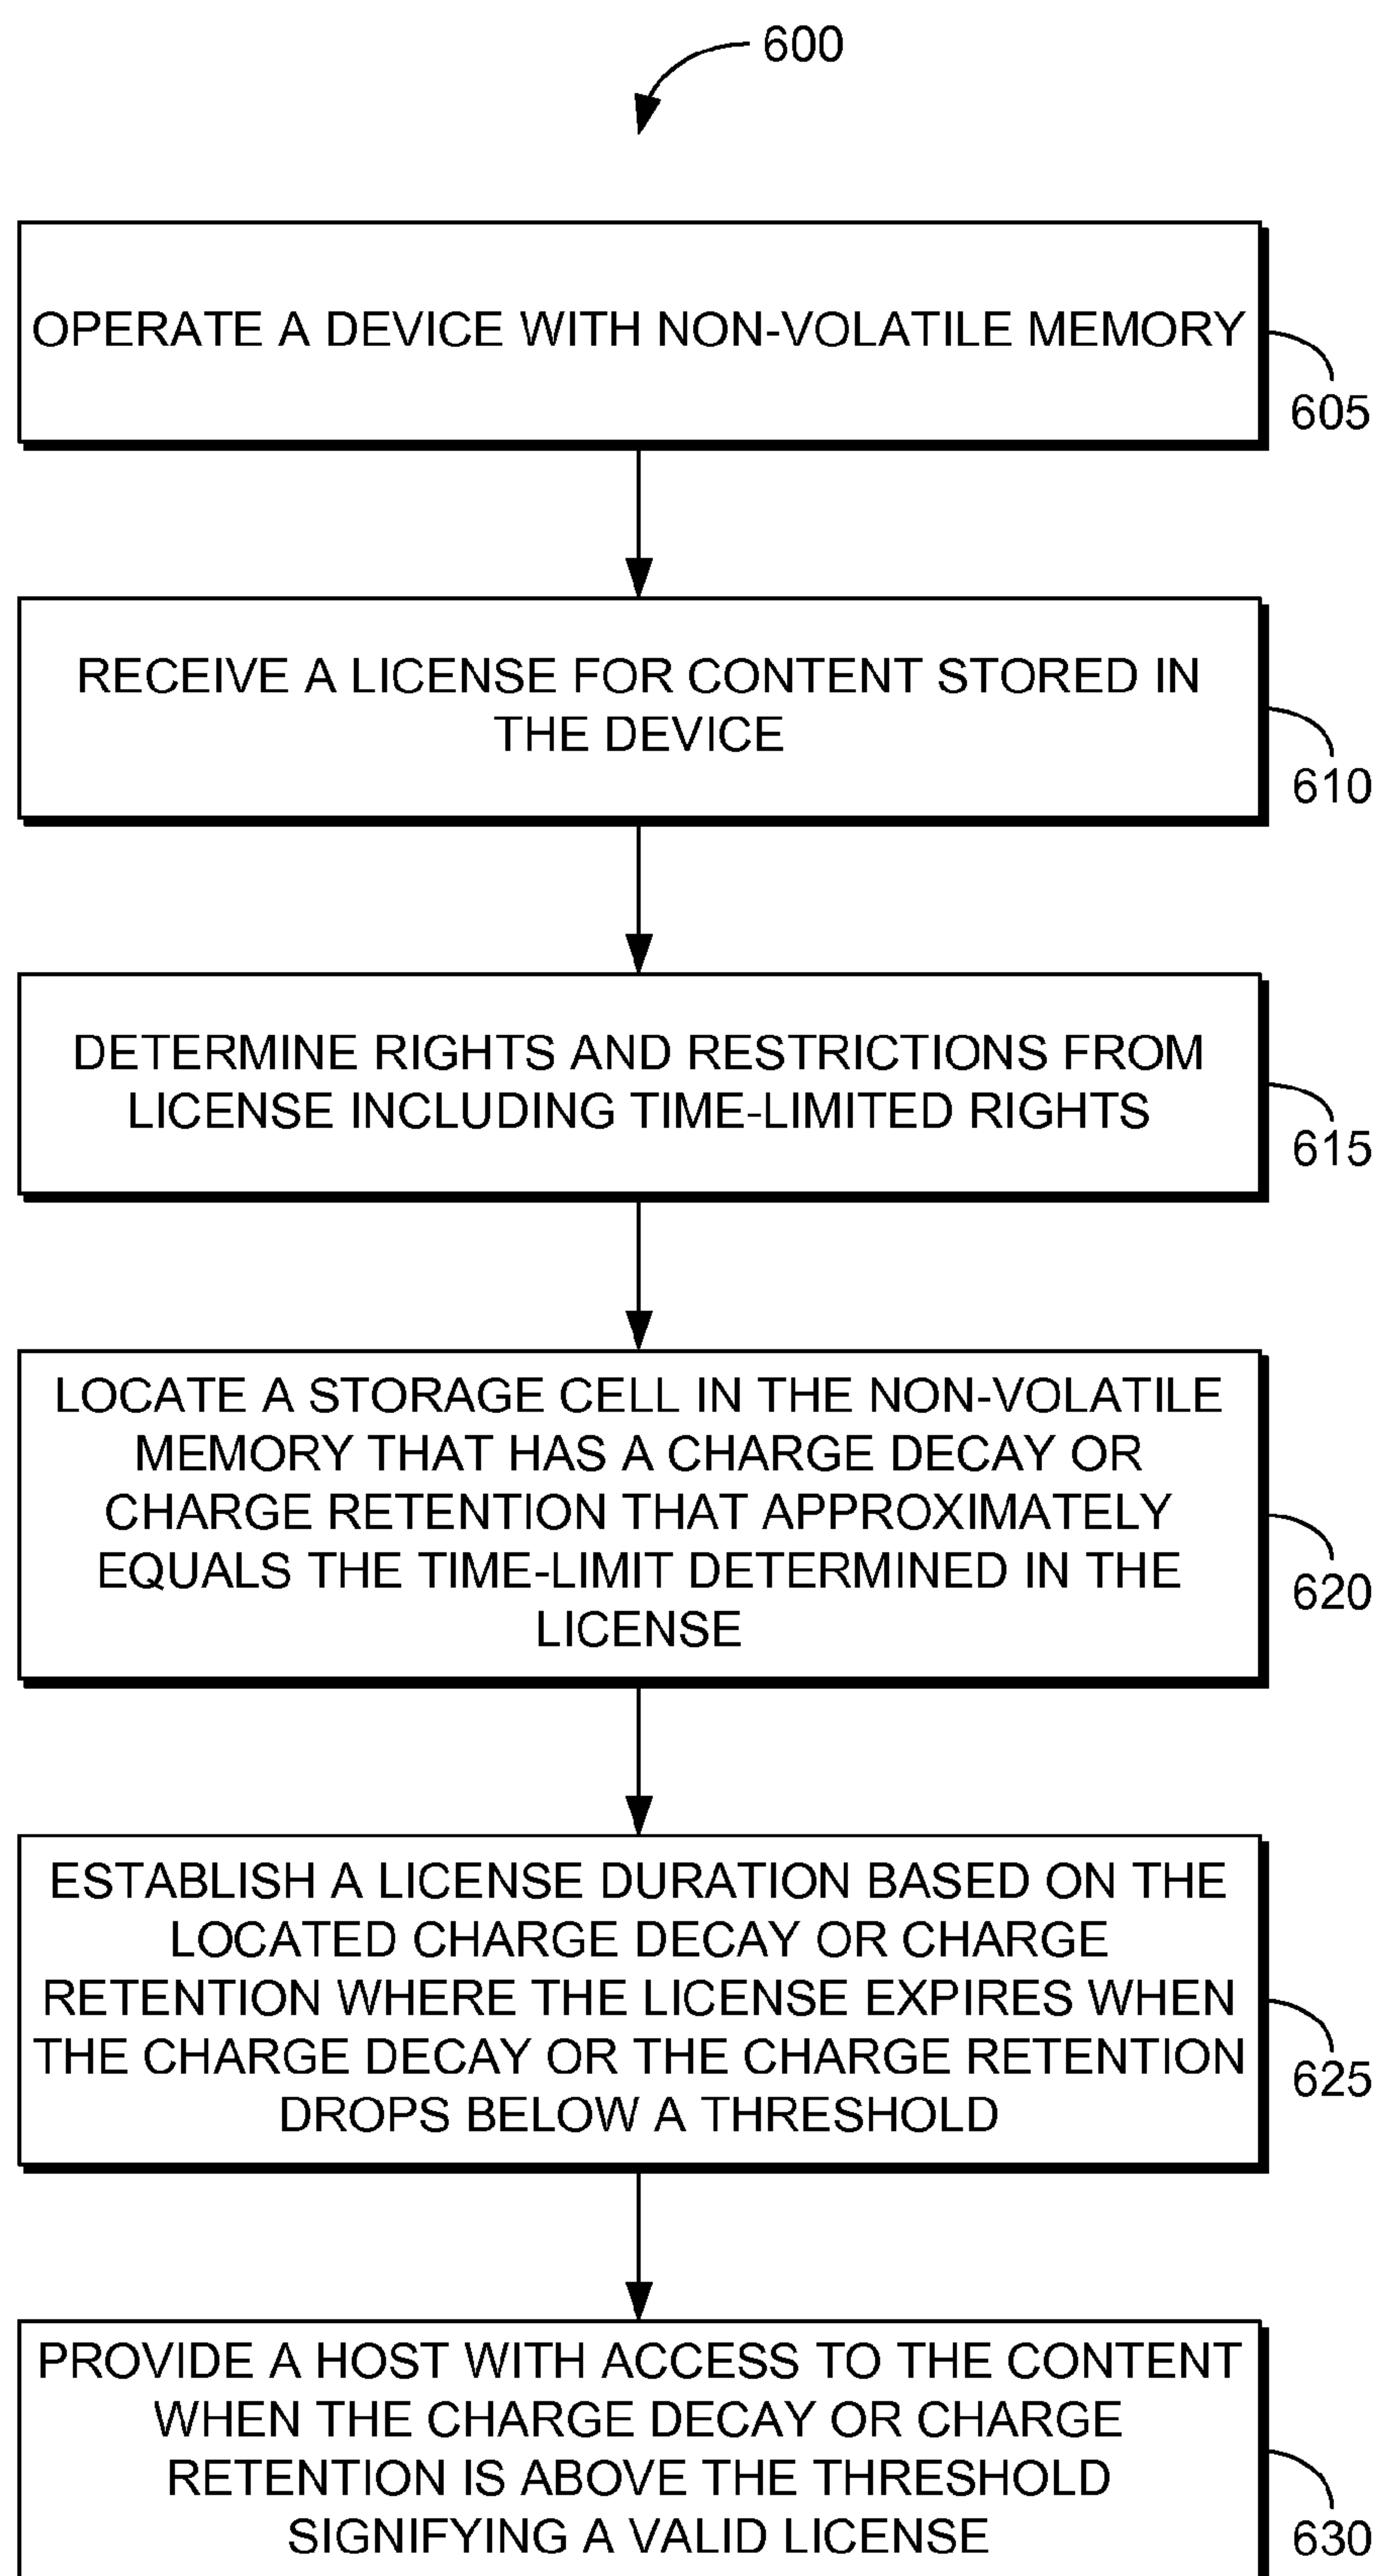 600
OPERATE A DEVICE WITH NON-VOLATILE MEMORY
605
RECEIVE A LICENSE FOR CONTENT STORED IN
THE DEVICE
610
DETERMINE RIGHTS AND RESTRICTIONS FROM
LICENSE INCLUDING TIME-LIMITED RIGHTS
615
LOCATE A STORAGE CELL IN THE NON-VOLATILE
MEMORY THAT HAS A CHARGE DECAY OR
CHARGE RETENTION THAT APPROXIMATELY
EQUALS THE TIME-LIMIT DETERMINED IN THE
LICENSE
620
ESTABLISH A LICENSE DURATION BASED ON THE
LOCATED CHARGE DECAY OR CHARGE
RETENTION WHERE THE LICENSE EXPIRES WHEN
THE CHARGE DECAY OR THE CHARGE RETENTION
DROPS BELOW A THRESHOLD
625
PROVIDE A HOST WITH ACCESS TO THE CONTENT
WHEN THE CHARGE DECAY OR CHARGE
RETENTION IS ABOVE THE THRESHOLD
SIGNIFYING A VALID LICENSE
630